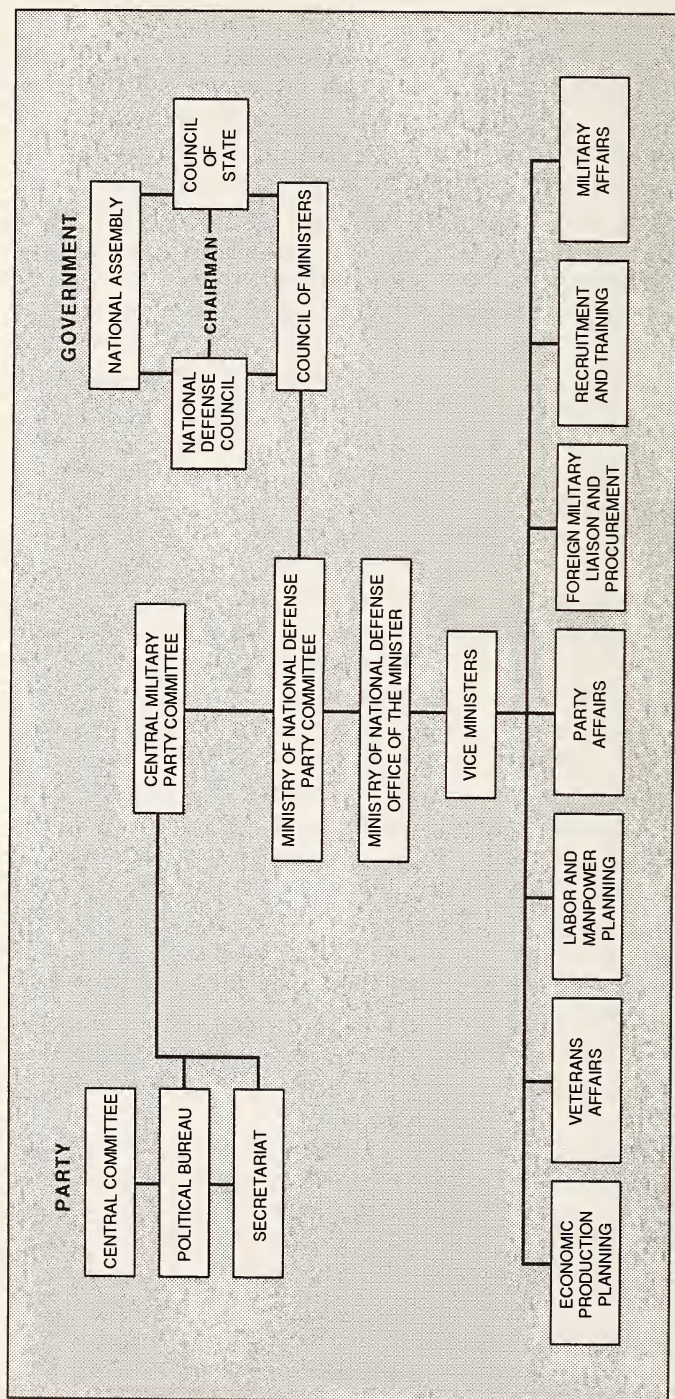 PARTY
GOVERNMENT
CENTRAL COMMITTEE
POLITICAL BUREAU
SECRETARIAT
CENTRAL MILITARY
PARTY COMMITTEE
NATIONAL ASSEMBLY
NATIONAL
DEFENSE
COUNCIL
CHAIRMAN
COUNCIL
OF
STATE
COUNCIL OF MINISTERS
MINISTRY OF NATIONAL DEFENSE
PARTY COMMITTEE
MINISTRY OF NATIONAL DEFENSE
OFFICE OF THE MINISTER
VICE MINISTERS
ECONOMIC
PRODUCTION
PLANNING
VETERANS
AFFAIRS
LABOR AND
MANPOWER
PLANNING
PARTY
AFFAIRS
FOREIGN MILITARY
LIAISON AND
PROCUREMENT
RECRUITMENT
AND TRAINING
MILITARY
AFFAIRS